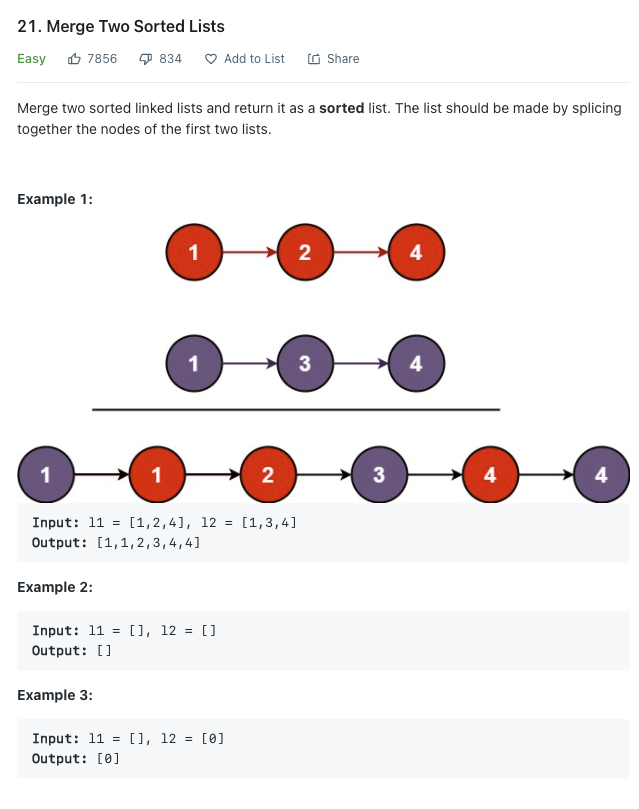 21. Merge Two Sorted Lists
Easy 7856 834 Add to List Share
Merge two sorted linked lists and return it as a sorted list. The list should be made by splicing
together the nodes of the first two lists.
Example 1:
1 2 4
1 3 4
1 1 2 3 4 4
Input: l1 = [1,2,4], l2 = [1,3,4]
Output: [1,1,2,3,4,4]
Example 2:
Input: l1 = [], l2 = []
Output: []
Example 3:
Input: l1 = [], l2 = [0]
Output: [0]